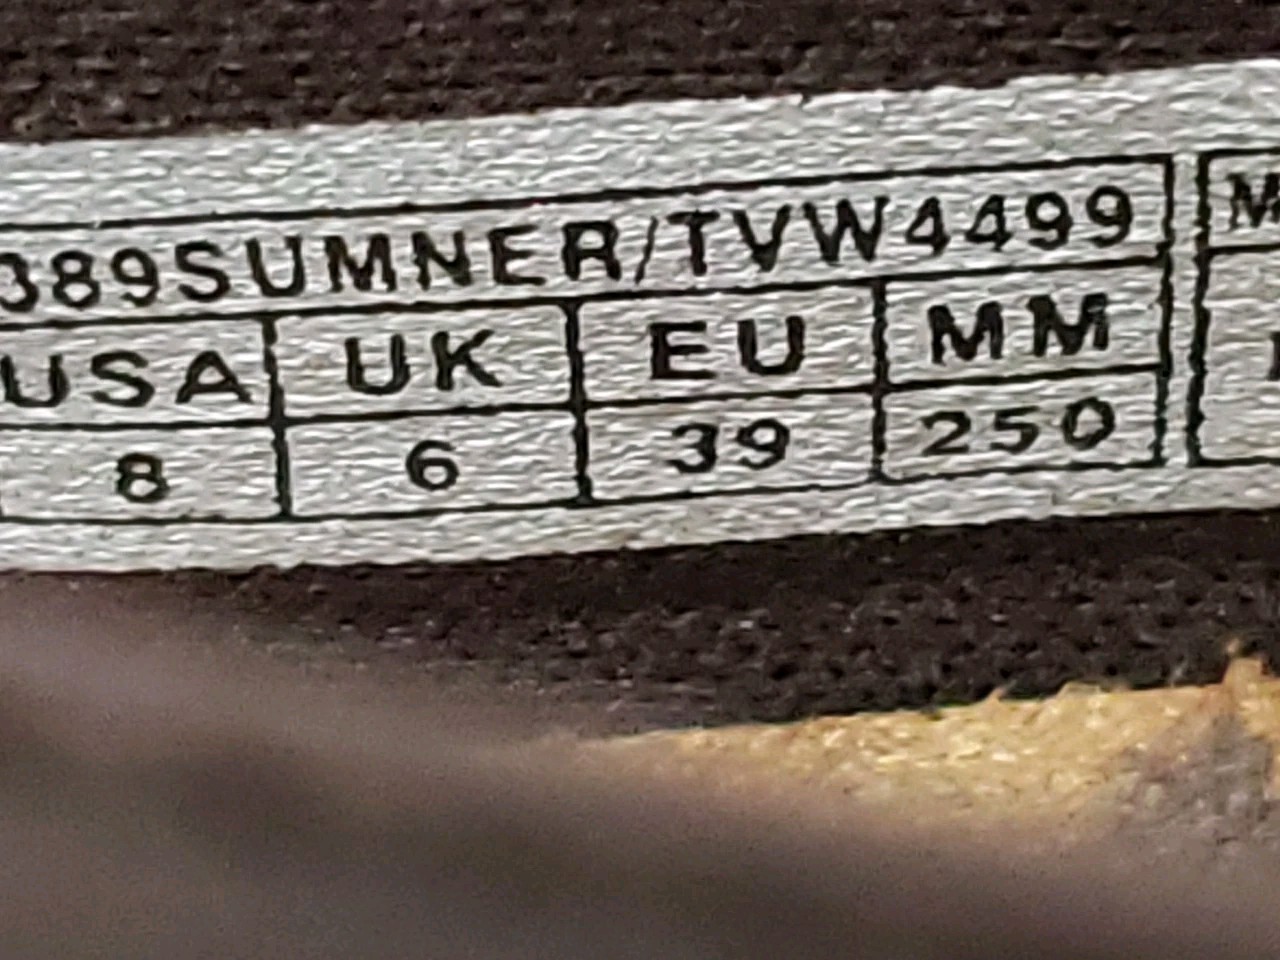 389SUMNER/TVW4499
USA UK EU MM
8 6 39 250